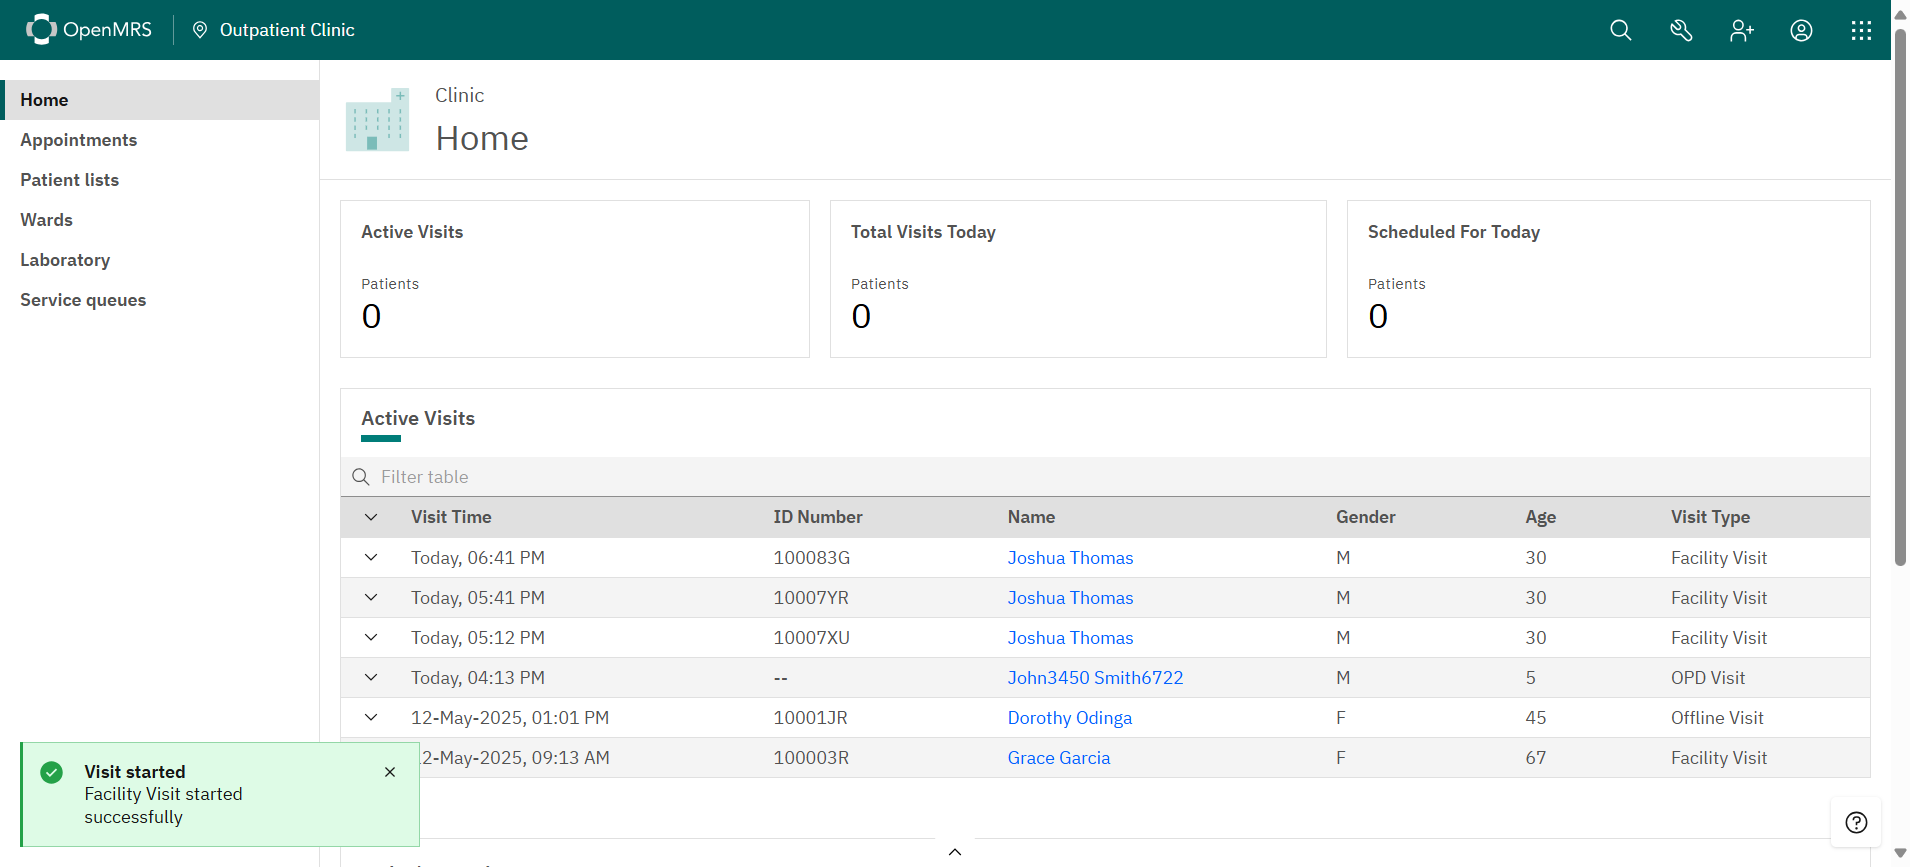 OpenMRS
Outpatient Clinic
Home
Appointments
Patient lists
Wards
Laboratory
Service queues
Clinic
Home
Active Visits
Patients
0
Total Visits Today
Patients
0
Scheduled For Today
Patients
0
Active Visits
Filter table
Visit Time ID Number Name Gender Age Visit Type
Today, 06:41 PM 100083G Joshua Thomas M 30 Facility Visit
Today, 05:41 PM 10007YR Joshua Thomas M 30 Facility Visit
Today, 05:12 PM 10007XU Joshua Thomas M 30 Facility Visit
Today, 04:13 PM -- John3450 Smith6722 M 5 OPD Visit
12-May-2025, 01:01 PM 10001JR Dorothy Odinga F 45 Offline Visit
2-May-2025, 09:13 AM 100003R Grace Garcia F 67 Facility Visit
Visit started
Facility Visit started
successfully